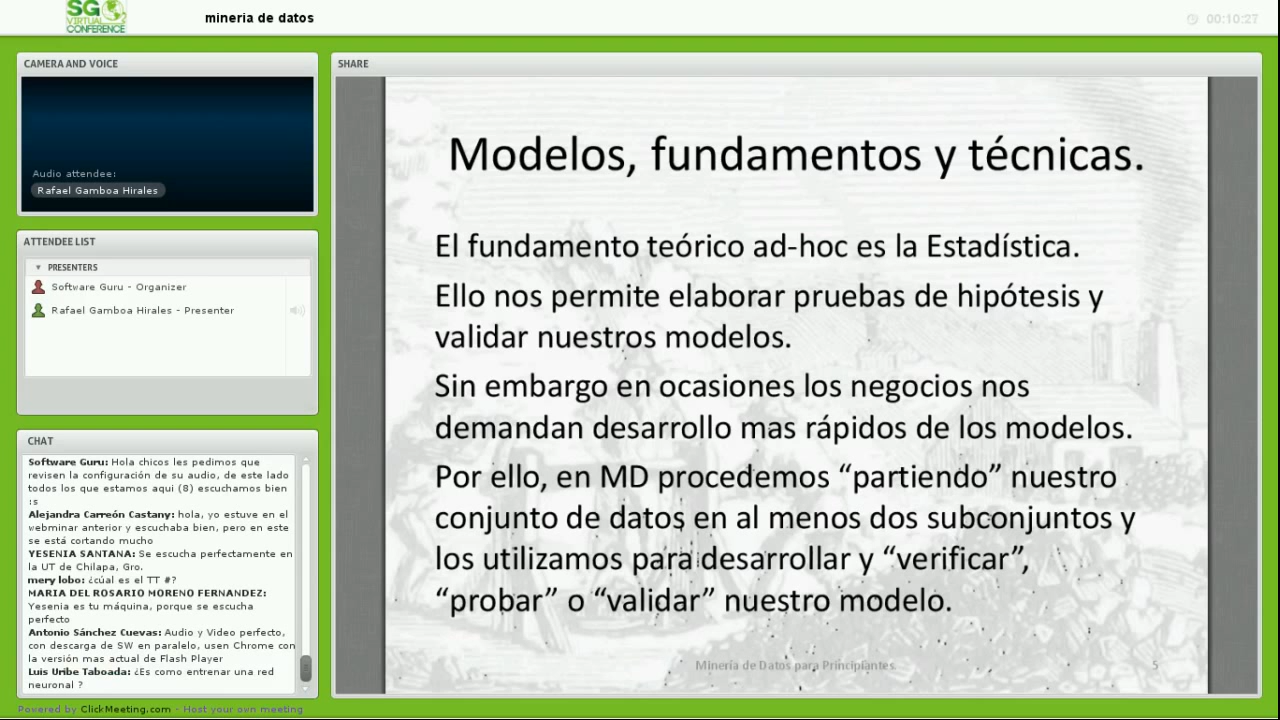 SG
VIRTUAL
CONFERENCE
mineria de datos
00:10:27
CAMERA AND VOICE
Audio attendee:
Rafael Gamboa Hirales
ATTENDEE LIST
PRESENTERS
Software Guru - Organizer
Rafael Gamboa Hirales - Presenter
CHAT
Software Guru: Hola chicos les pedimos que
revisen la configuración de su audio, de este lado
todos los que estamos aqui (8) escuchamos bien
:s
Alejandra Carreón Castany: hola, yo estuve en el
webminar anterior y escuchaba bien, pero en este
se está cortando mucho
YESENIA SANTANA: Se escucha perfectamente en
la UT de Chilapa, Gro.
mery lobo: ¿cúal es el TT #?
MARIA DEL ROSARIO MORENO FERNANDEZ:
Yesenia es tu máquina, porque se escucha
perfecto
Antonio Sánchez Cuevas: Audio y Video perfecto,
con descarga de SW en paralelo, usen Chrome con
la versión mas actual de Flash Player
Luis Uribe Taboada: ¿Es como entrenar una red
neuronal ?
Powered by ClickMeeting.com - Host your own meeting
SHARE
Modelos, fundamentos y técnicas.
El fundamento teórico ad-hoc es la Estadística.
Ello nos permite elaborar pruebas de hipótesis y
validar nuestros modelos.
Sin embargo en ocasiones los negocios nos
demandan desarrollo mas rápidos de los modelos.
Por ello, en MD procedemos “partiendo” nuestro
conjunto de datos en al menos dos subconjuntos y
los utilizamos para desarrollar y “verificar”,
“probar” o “validar” nuestro modelo.
Minería de Datos para Principiantes.
5